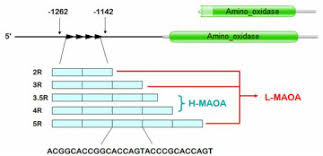 -1262 -1142 Amino_oxidase
5' Amino_oxidase
2R
3R
3.5R
4R
5R
H-MAOA
L-MAOA
ACGGCACCGGCACCAGTACCCGCACCAGT